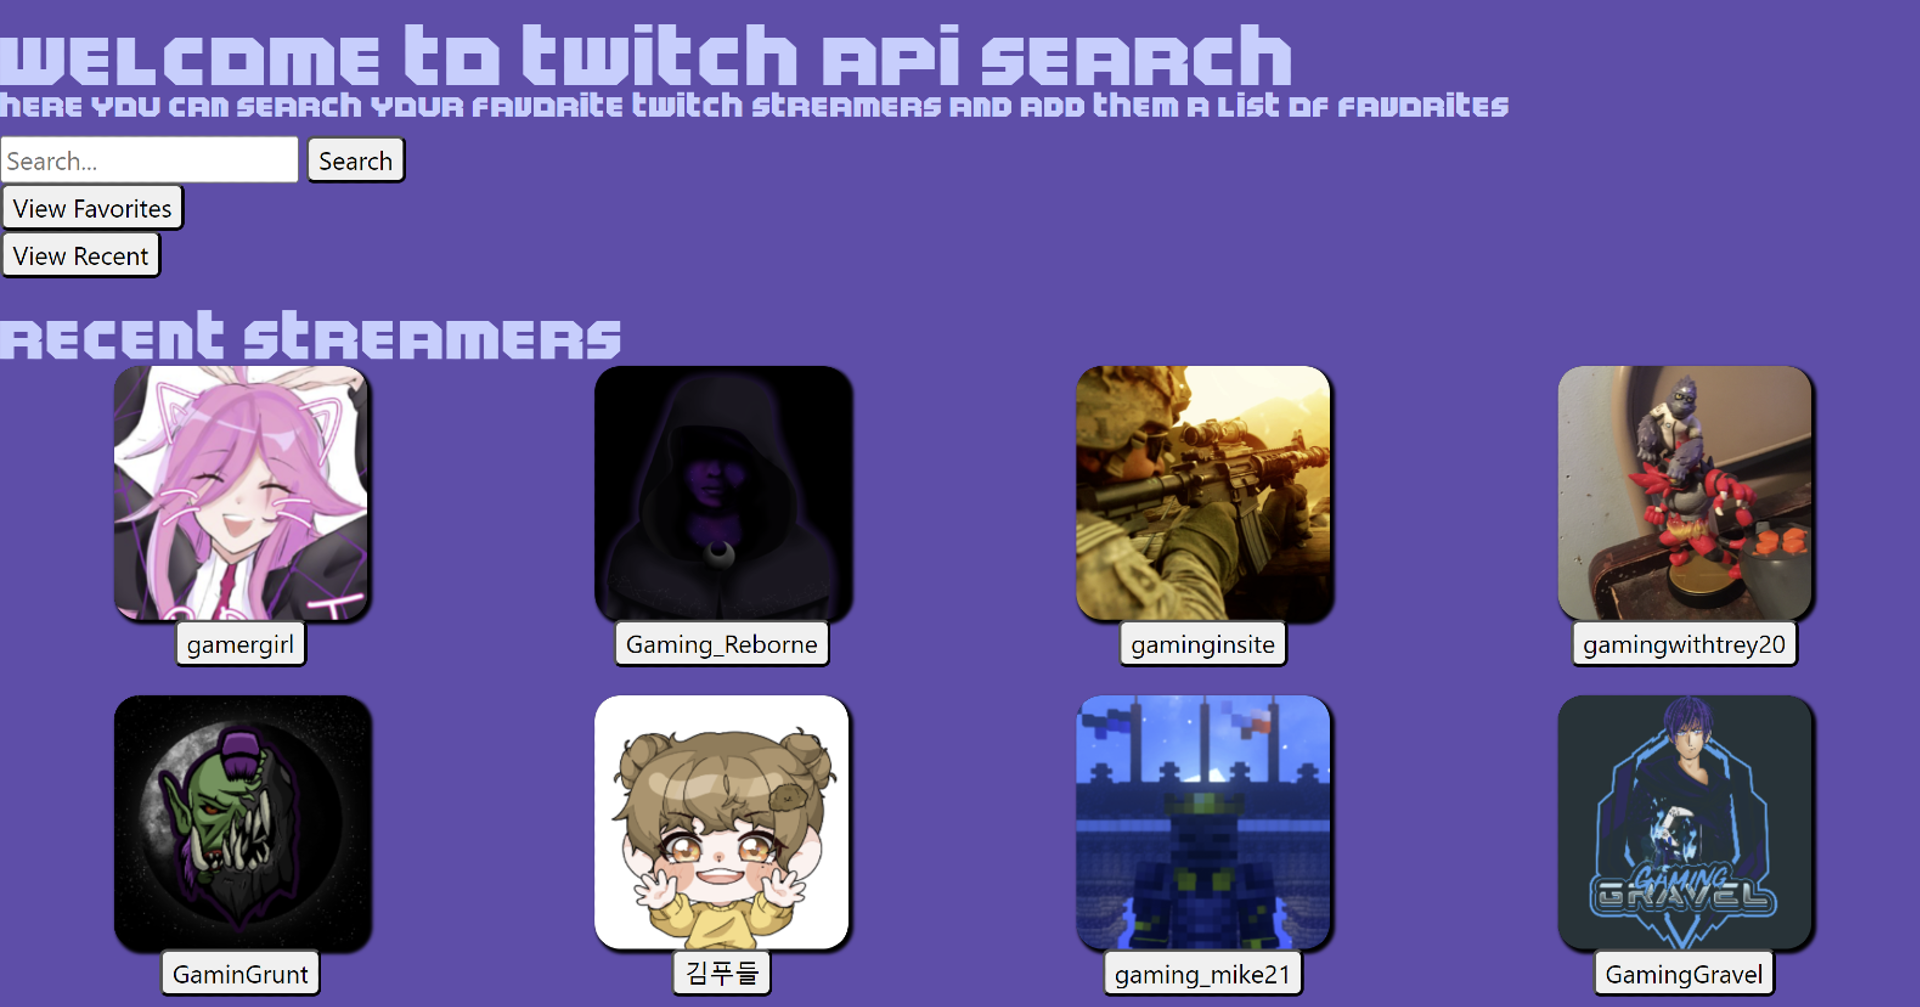 Welcome to twitch api search
Here you can search your favorite twitch streamers and add them a list of favorites
Search...
Search
View Favorites
View Recent
Recent Streamers
gamergirl
Gaming_Reborne
gaminginsite
gamingwithtrey20
GAMING
GRAVEL
GaminGrunt
김푸들
gaming_mike21
GamingGravel